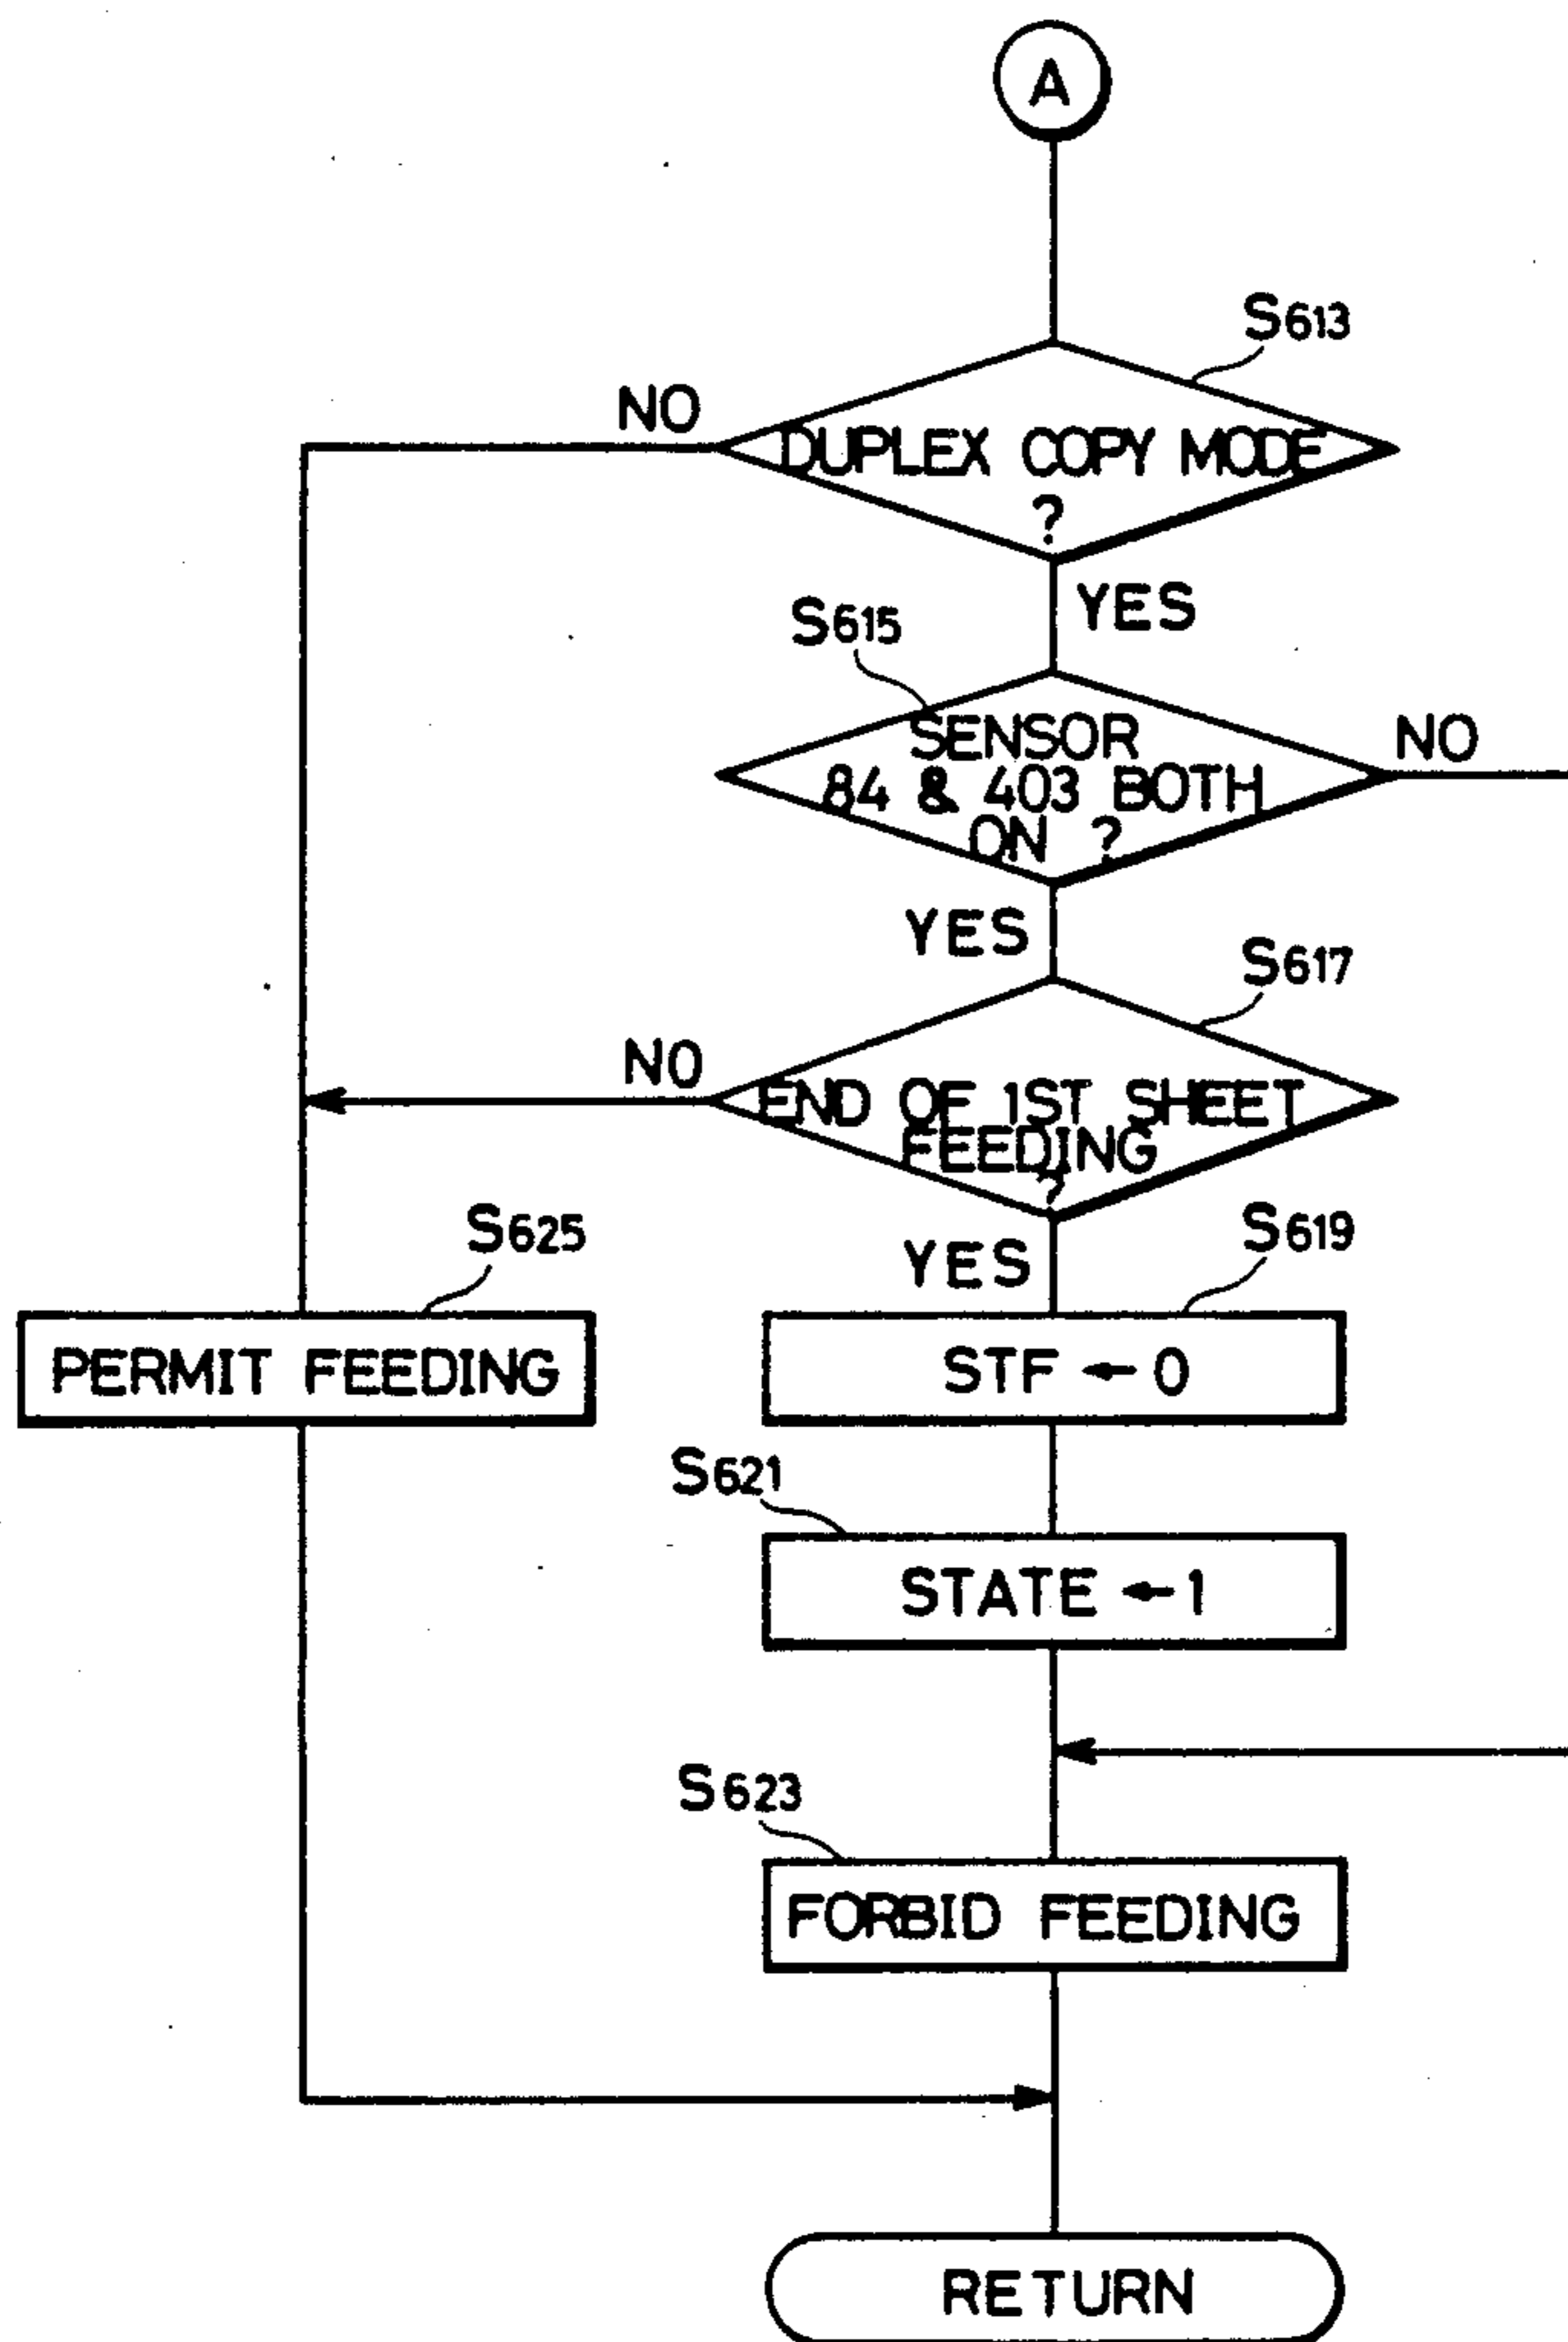 A
S613
NO
DUPLEX COPY MODE
?
YES
S615
SENSOR
84 & 403 BOTH
ON ?
NO
YES
S617
NO
END OF 1ST SHEET
FEEDING
?
YES
S625
S619
PERMIT FEEDING
STF ← 0
S621
STATE ← 1
S623
FORBID FEEDING
RETURN